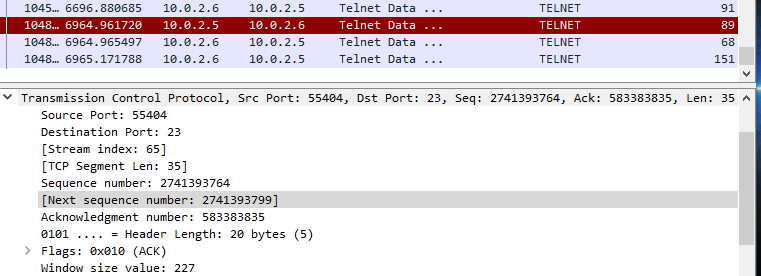 1045… 6696.880685 10.0.2.6 10.0.2.5 Telnet Data ... TELNET 91
1048… 6964.961720 10.0.2.6 10.0.2.5 Telnet Data ... TELNET 89
1048… 6964.965497 10.0.2.5 10.0.2.6 Telnet Data ... TELNET 68
1048… 6965.171788 10.0.2.5 10.0.2.6 Telnet Data ... TELNET 151
Transmission Control Protocol, Src Port: 55404, Dst Port: 23, Seq: 2741393764, Ack: 583383835, Len: 35
Source Port: 55404
Destination Port: 23
[Stream index: 65]
[TCP Segment Len: 35]
Sequence number: 2741393764
[Next sequence number: 2741393799]
Acknowledgment number: 583383835
0101 .... = Header Length: 20 bytes (5)
Flags: 0x010 (ACK)
Window size value: 227